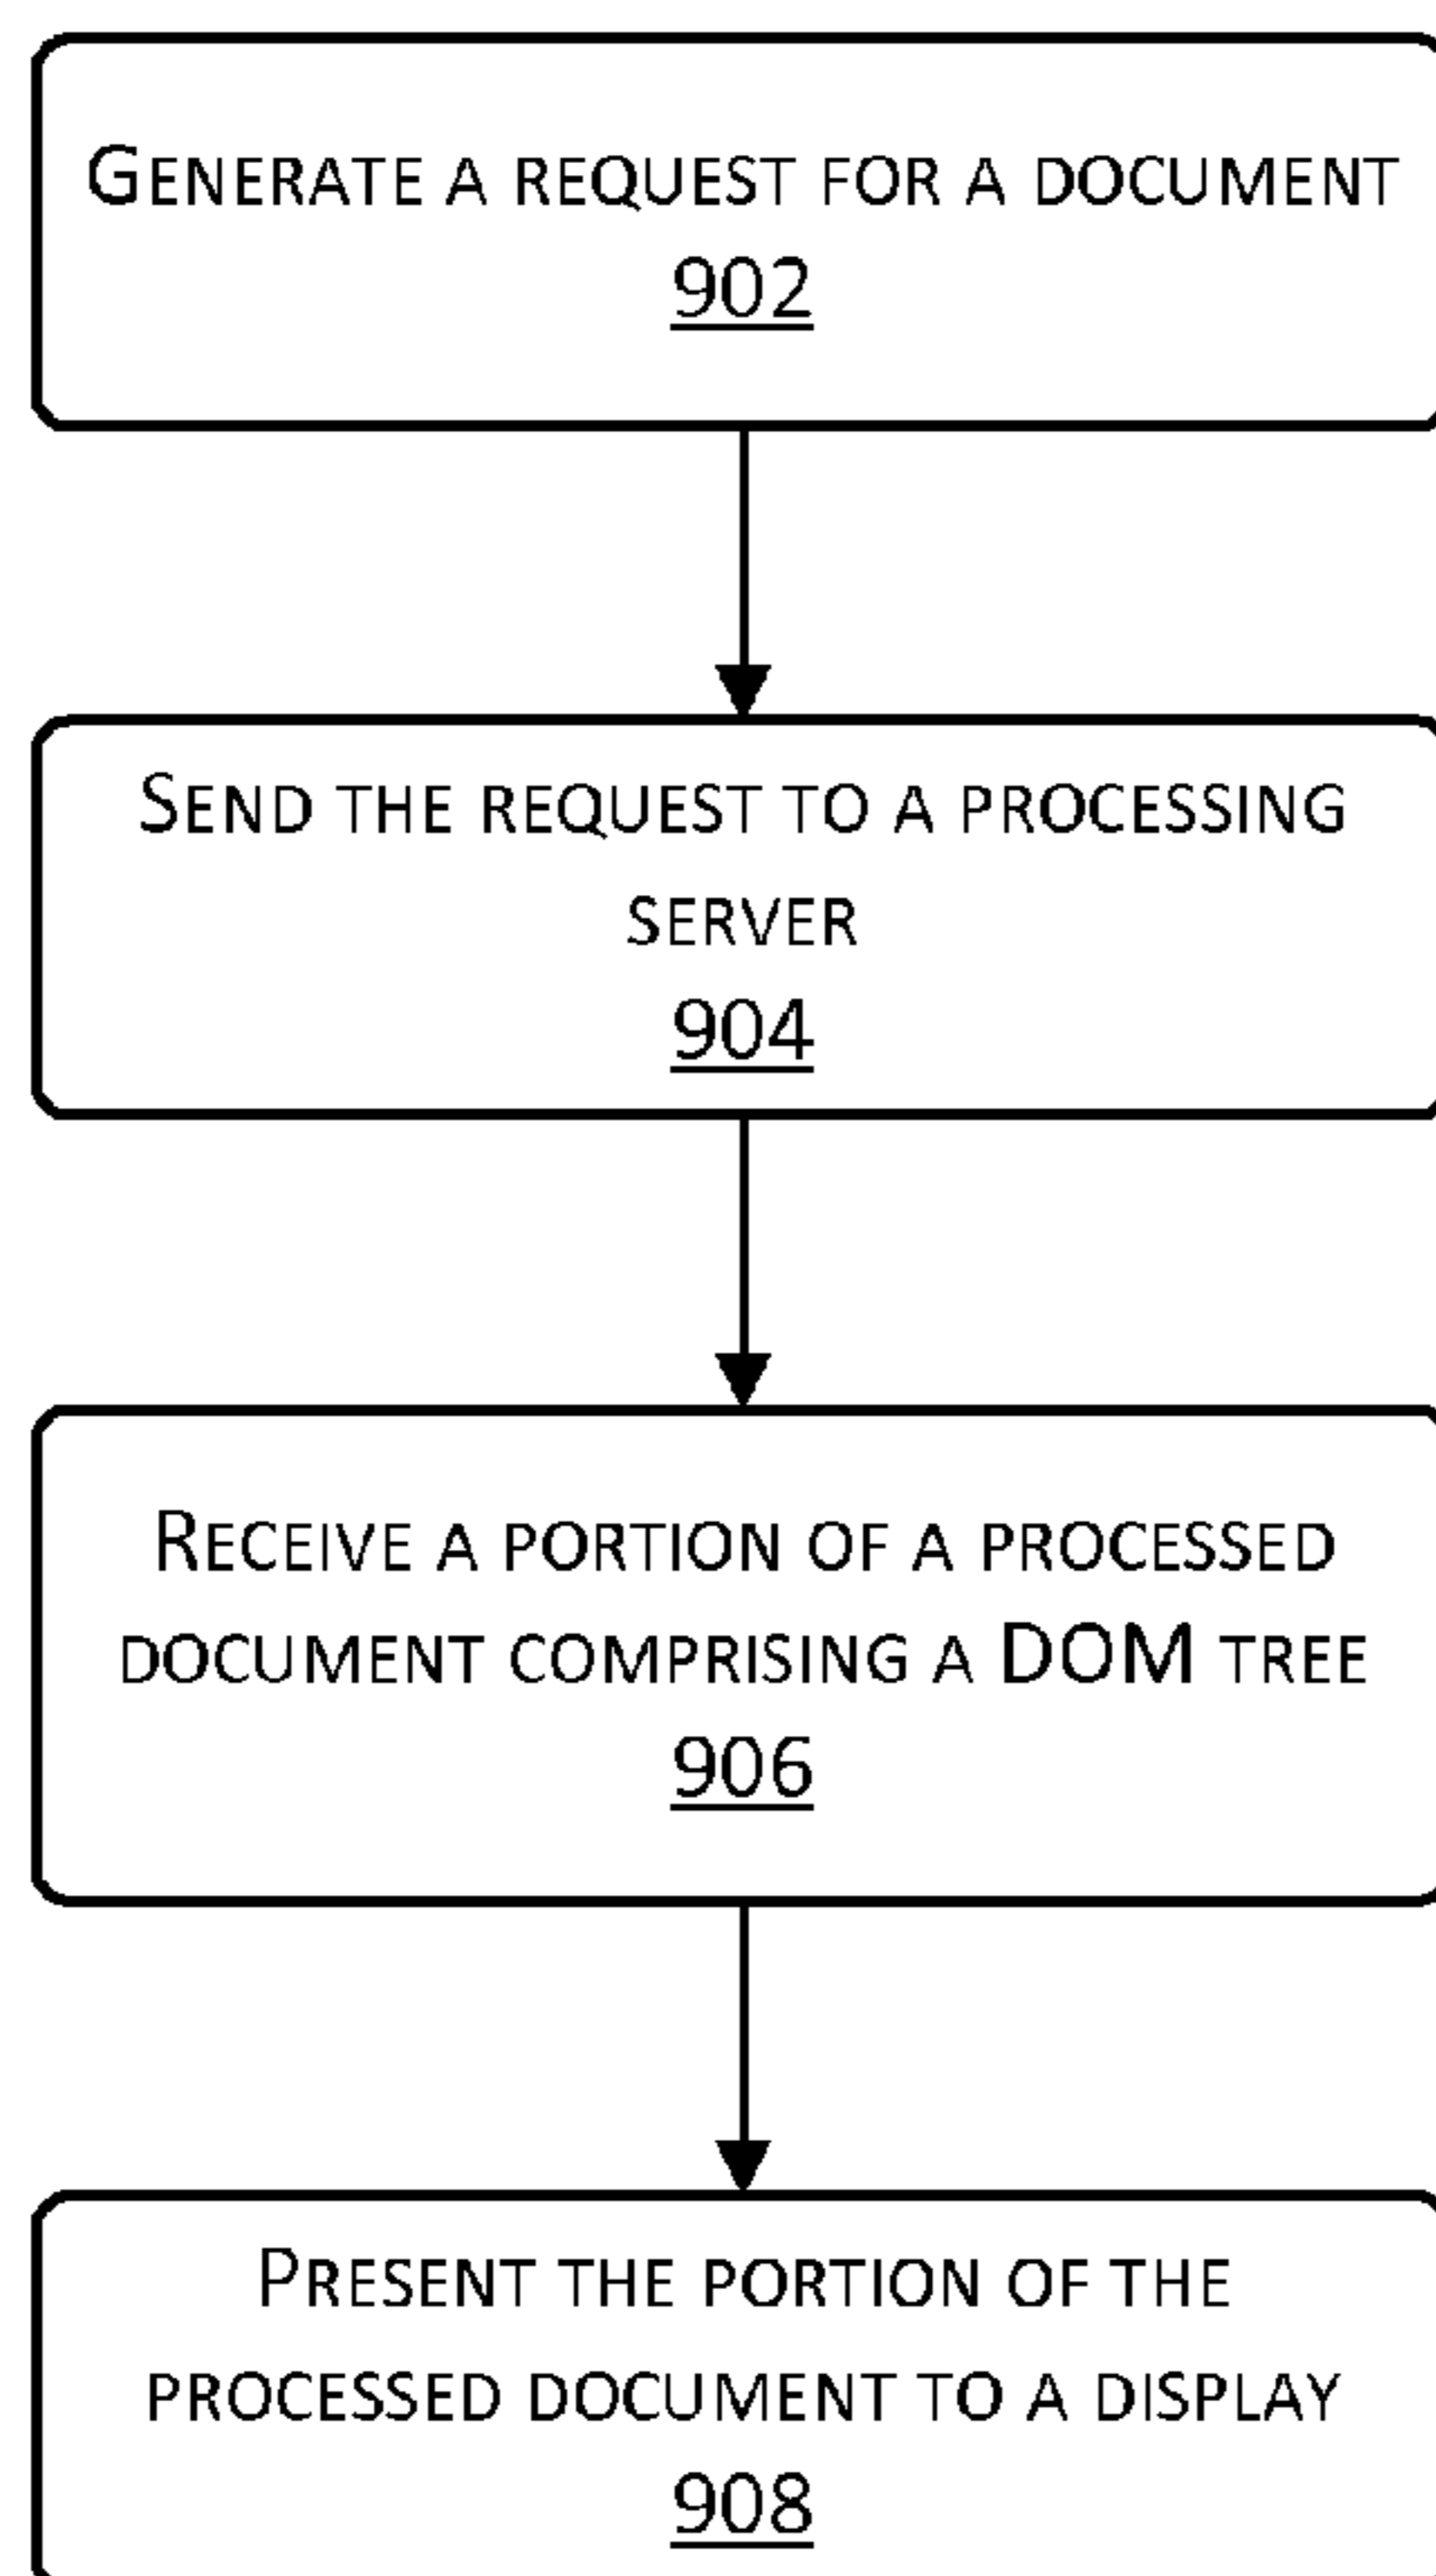 Generate a request for a document
902
Send the request to a processing
server
904
Receive a portion of a processed
document comprising a DOM tree
906
Present the portion of the
processed document to a display
908